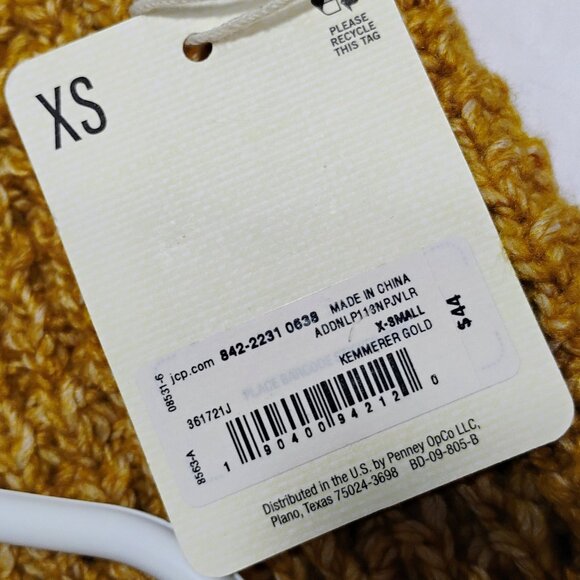 PLEASE
RECYCLE
THIS TAG
XS
08531-6
jcp.com 842-2231 0638 MADE IN CHINA
ADDNLP113NPJVLR
X-SMALL
KEMMERER GOLD
$44
8563-A
361721J
1 90400 94212 0
Distributed in the U.S. by Penney OpCo LLC,
Plano, Texas 75024-3698 BD-09-805-B